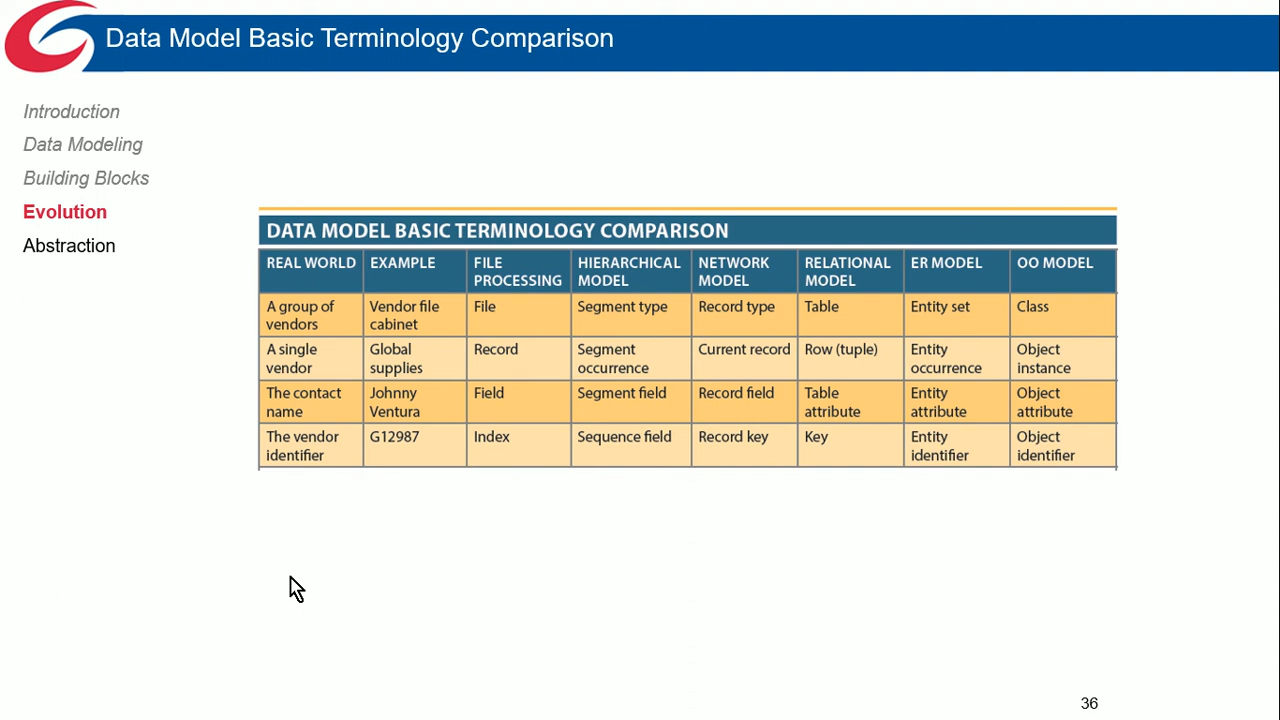 Data Model Basic Terminology Comparison
Introduction
Data Modeling
Building Blocks
Evolution
Abstraction
DATA MODEL BASIC TERMINOLOGY COMPARISON
REAL WORLD EXAMPLE FILE PROCESSING HIERARCHICAL MODEL NETWORK MODEL RELATIONAL MODEL ER MODEL OO MODEL
A group of vendors Vendor file cabinet File Segment type Record type Table Entity set Class
A single vendor Global supplies Record Segment occurrence Current record Row (tuple) Entity occurrence Object instance
The contact name Johnny Ventura Field Segment field Record field Table attribute Entity attribute Object attribute
The vendor identifier G12987 Index Sequence field Record key Key Entity identifier Object identifier
36